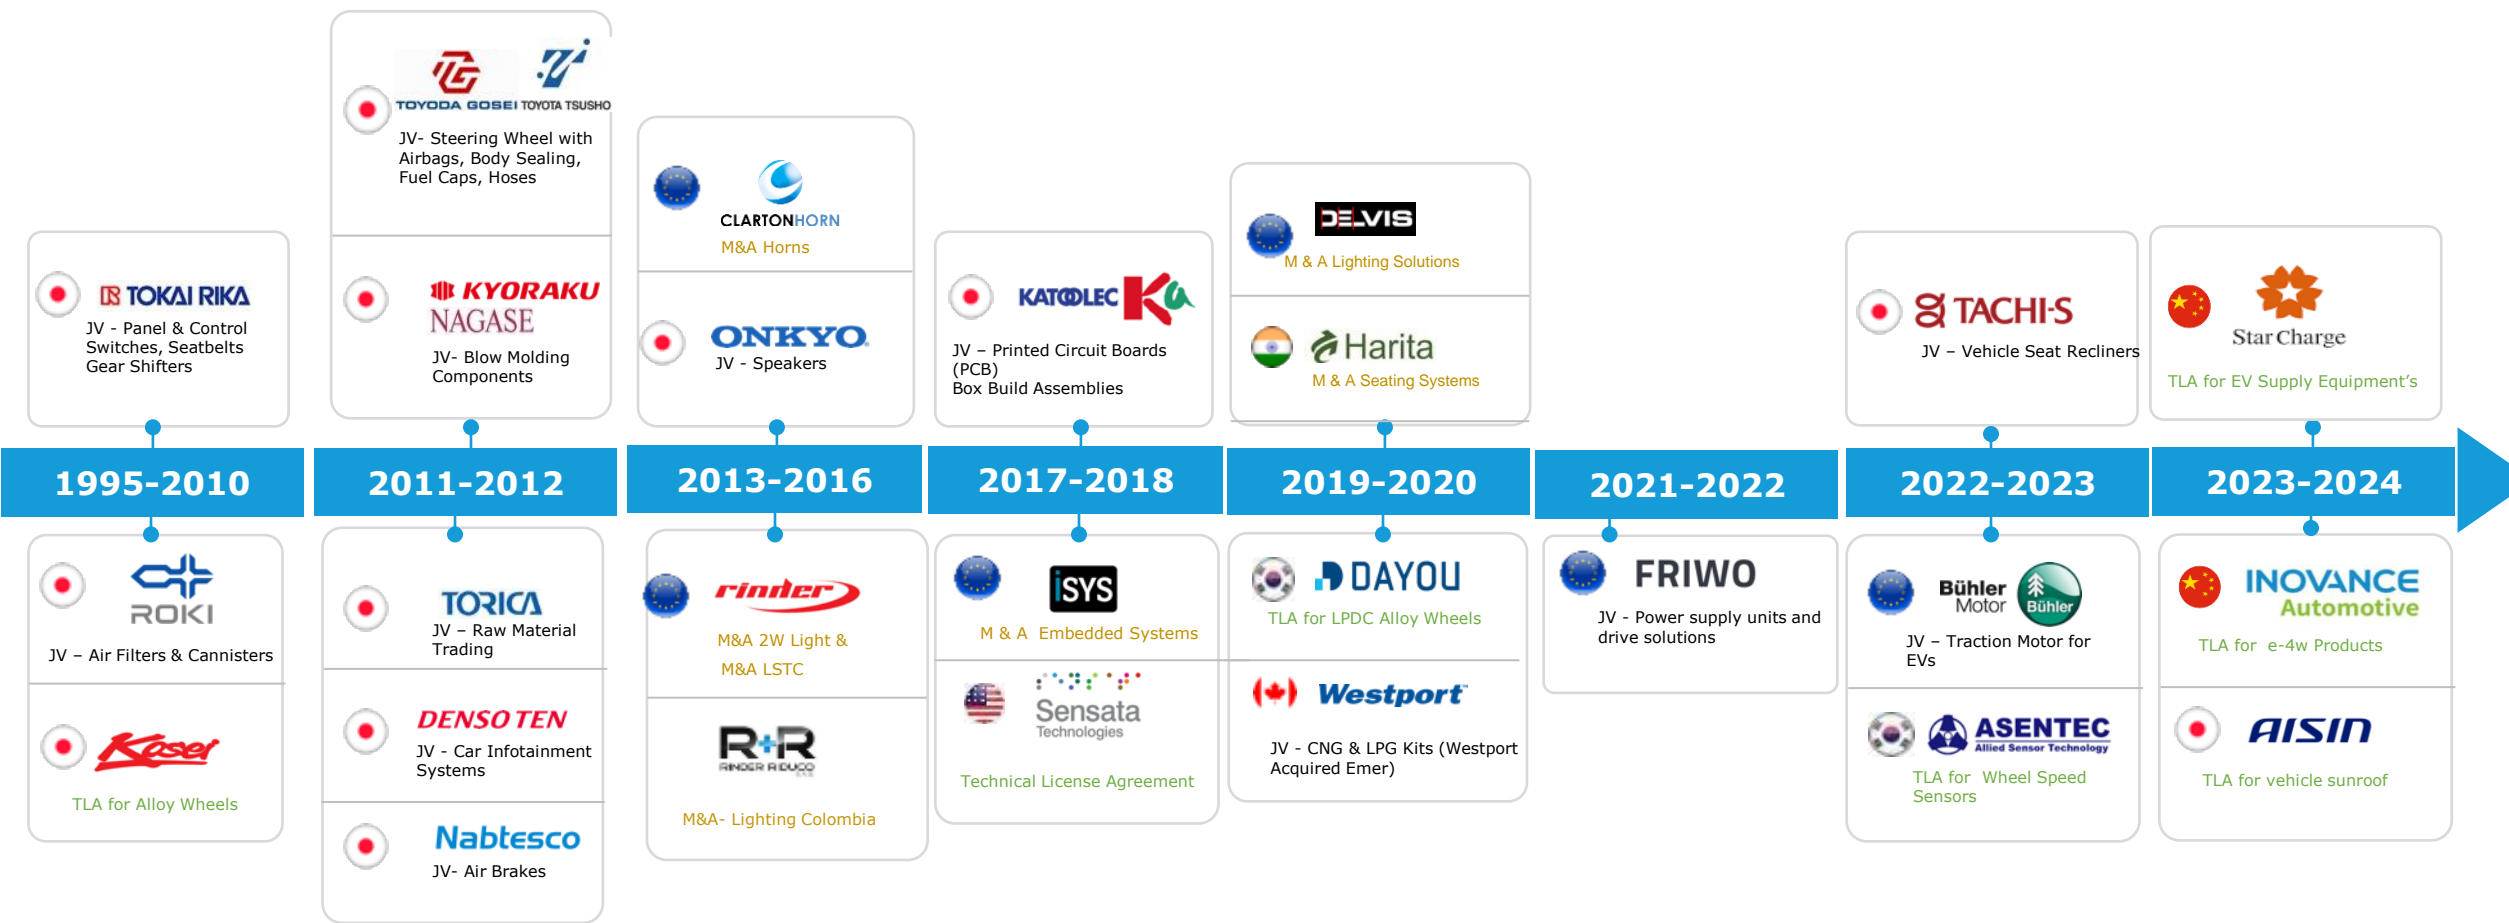 TOKAI RIKA
JV - Panel & Control
Switches, Seatbelts
Gear Shifters
TG
TOYODA GOSEI
TOYOTA TSUSHO
JV- Steering Wheel with
Airbags, Body Sealing,
Fuel Caps, Hoses
KYORAKU
NAGASE
JV- Blow Molding
Components
CLARTONHORN
M&A Horns
ONKYO
JV - Speakers
KATOOLEC Ka
JV – Printed Circuit Boards
(PCB)
Box Build Assemblies
DELVIS
M & A Lighting Solutions
Harita
M & A Seating Systems
TACHI-S
JV – Vehicle Seat Recliners
Star Charge
TLA for EV Supply Equipment’s
1995-2010
2011-2012
2013-2016
2017-2018
2019-2020
2021-2022
2022-2023
2023-2024
ROKI
JV – Air Filters & Cannisters
Kosei
TLA for Alloy Wheels
TORICA
JV – Raw Material
Trading
DENSO TEN
JV - Car Infotainment
Systems
Nabtesco
JV- Air Brakes
rinder
M&A 2W Light &
M&A LSTC
R+R
RINDER RIDUCO
S.A.S
M&A- Lighting Colombia
iSYS
M & A  Embedded Systems
Sensata
Technologies
Technical License Agreement
DAYOU
TLA for LPDC Alloy Wheels
Westport
JV - CNG & LPG Kits (Westport
Acquired Emer)
FRIWO
JV - Power supply units and
drive solutions
Bühler
Motor
Bühler
JV – Traction Motor for
EVs
ASENTEC
Allied Sensor Technology
TLA for  Wheel Speed
Sensors
INOVANCE
Automotive
TLA for  e-4w Products
AISIN
TLA for vehicle sunroof